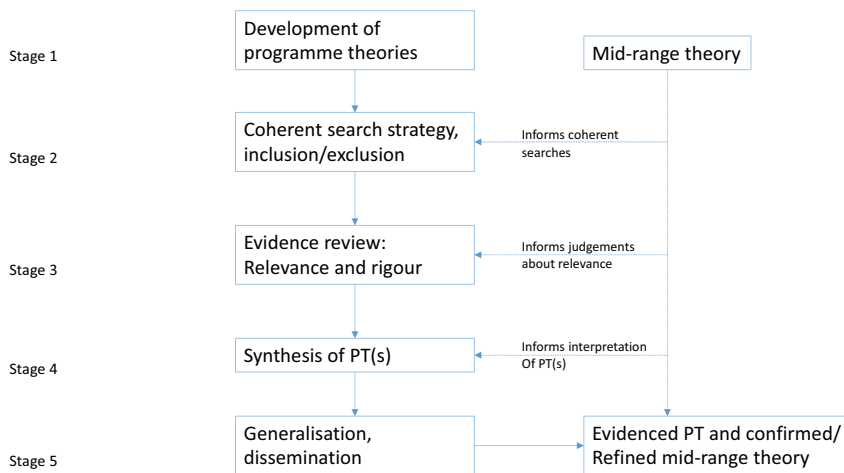 Stage 1
Development of
programme theories
Mid-range theory
Stage 2
Coherent search strategy,
inclusion/exclusion
Informs coherent
searches
Stage 3
Evidence review:
Relevance and rigour
Informs judgements
about relevance
Stage 4
Synthesis of PT(s)
Informs interpretation
Of PT(s)
Stage 5
Generalisation,
dissemination
Evidenced PT and confirmed/
Refined mid-range theory